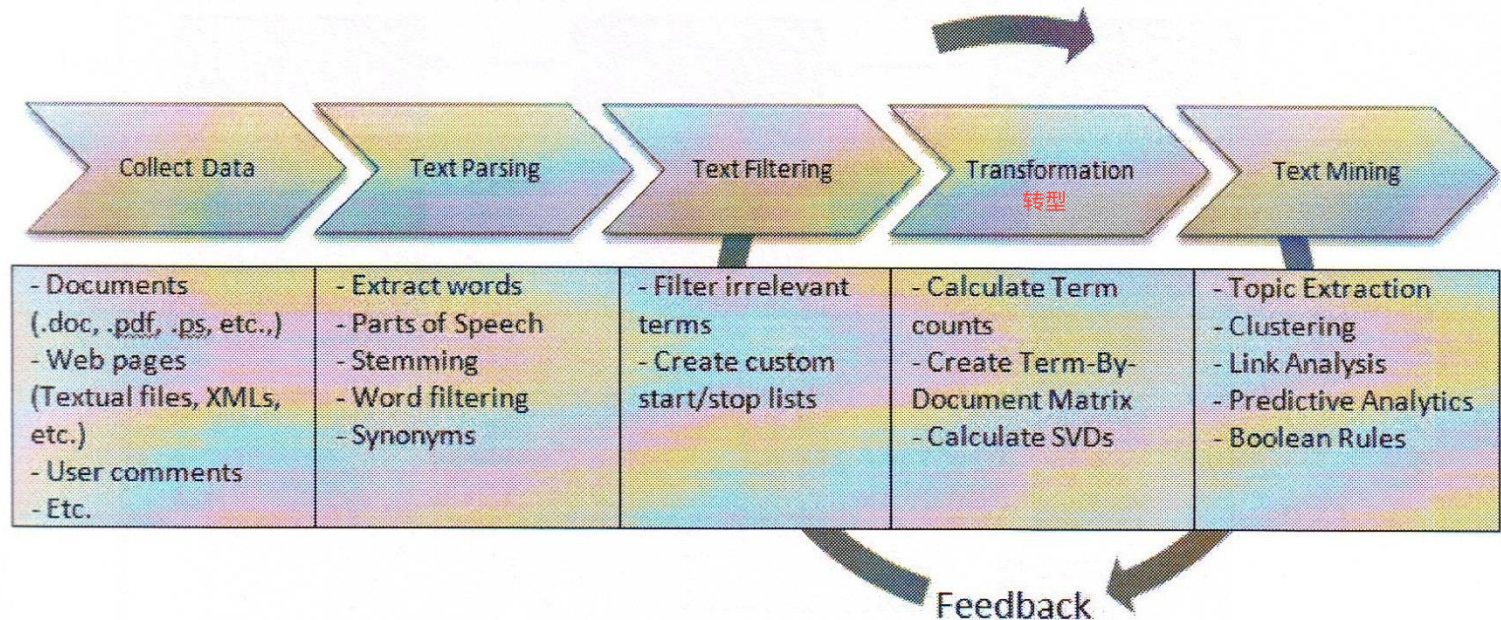 Collect Data
Text Parsing
Text Filtering
Transformation
转型
Text Mining
- Documents
(.doc, .pdf, .ps, etc.,)
- Web pages
(Textual files, XMLs,
etc.)
- User comments
- Etc.
- Extract words
- Parts of Speech
- Stemming
- Word filtering
- Synonyms
- Filter irrelevant
terms
- Create custom
start/stop lists
- Calculate Term
counts
- Create Term-By-
Document Matrix
- Calculate SVDs
- Topic Extraction
- Clustering
- Link Analysis
- Predictive Analytics
- Boolean Rules
Feedback